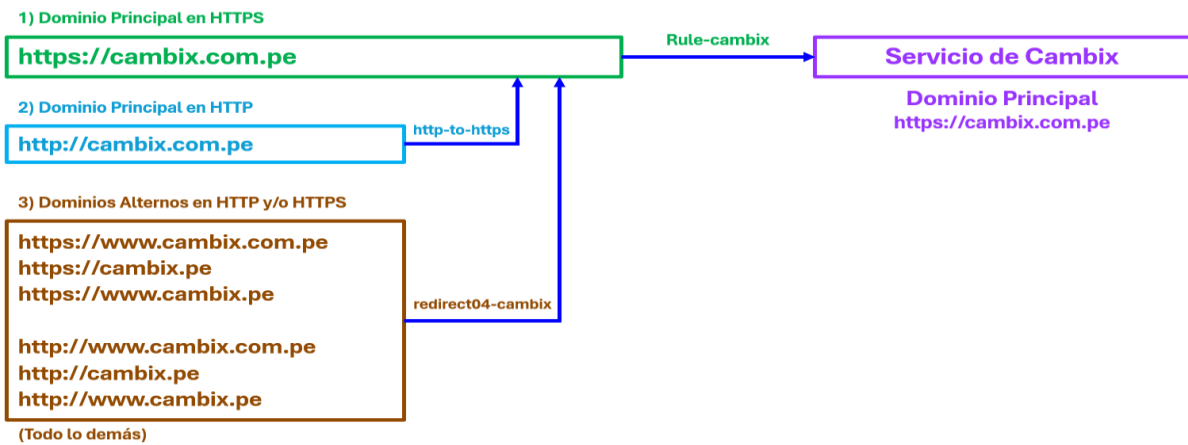 1) Dominio Principal en HTTPS
https://cambix.com.pe
Rule-cambix
Servicio de Cambix
Dominio Principal
https://cambix.com.pe
2) Dominio Principal en HTTP
http://cambix.com.pe
http-to-https
3) Dominios Alternos en HTTP y/o HTTPS
https://www.cambix.com.pe
https://cambix.pe
https://www.cambix.pe
redirect04-cambix
http://www.cambix.com.pe
http://cambix.pe
http://www.cambix.pe
(Todo lo demás)